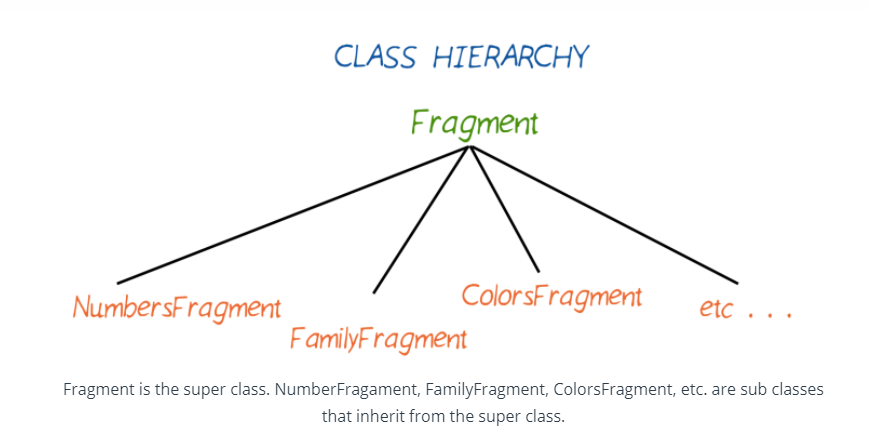 CLASS HIERARCHY
Fragment
NumbersFragment
FamilyFragment
ColorsFragment
etc . . .
Fragment is the super class. NumberFragament, FamilyFragment, ColorsFragment, etc. are sub classes
that inherit from the super class.